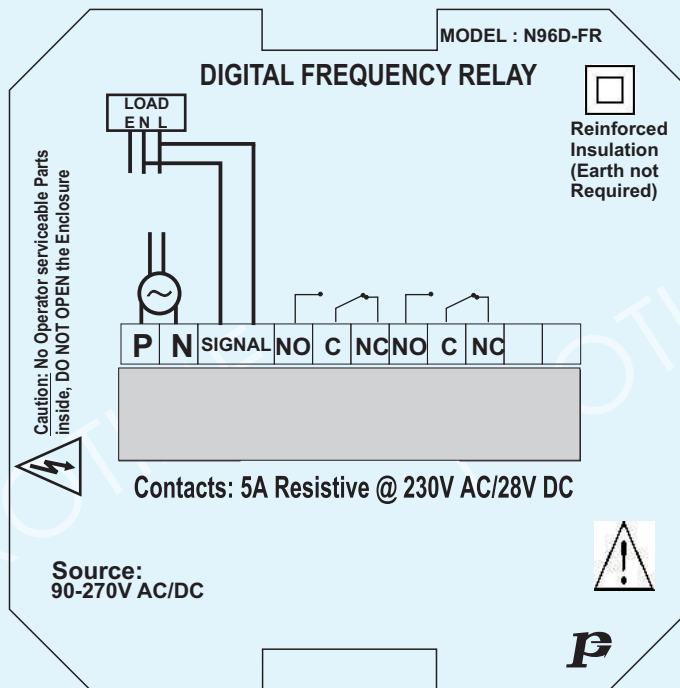 MODEL : N96D-FR
DIGITAL FREQUENCY RELAY
LOAD
E N L
Reinforced
Insulation
(Earth not
Required)
Caution: No Operator serviceable Parts
inside, DO NOT OPEN the Enclosure
P N SIGNAL NO C NC NO C NC
Contacts: 5A Resistive @ 230V AC/28V DC
Source:
90-270V AC/DC